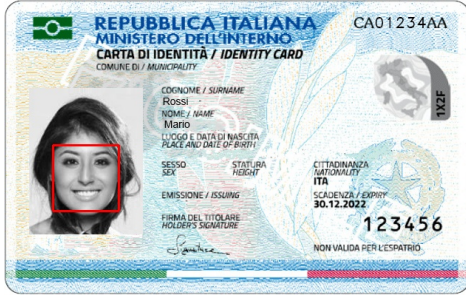 REPUBBLICA ITALIANA
CA01234AA
MINISTERO DELL'INTERNO
CARTA DI IDENTITÀ / IDENTITY CARD
COMUNE DI / MUNICIPALITY
COGNOME / SURNAME
Rossi
NOME / NAME
Mario
LUOGO E DATA DI NASCITA
PLACE AND DATE OF BIRTH
SESSO
SEX
STATURA
HEIGHT
CITTADINANZA
NATIONALITY
ITA
EMISSIONE / ISSUING
SCADENZA / EXPIRY
30.12.2022
FIRMA DEL TITOLARE
HOLDER'S SIGNATURE
123456
NON VALIDA PER L'ESPATRIO
1X2F